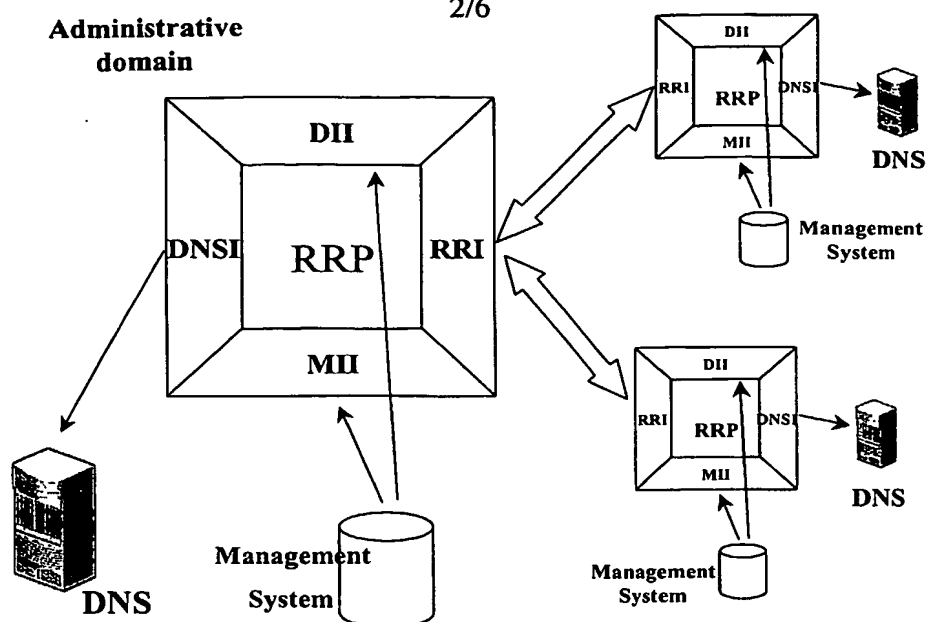 2/6
Administrative
domain
DII
DNSI
RRP
RRI
MII
DNS
Management
System
DII
RRI
RRP
DNSI
MII
DNS
Management
System
DII
RRI
RRP
DNSI
MII
DNS
Management
System